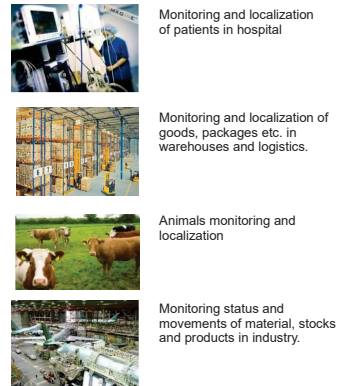 Monitoring and localization
of patients in hospital
Monitoring and localization of
goods, packages etc. in
warehouses and logistics.
Animals monitoring and
localization
Monitoring status and
movements of material, stocks
and products in industry.